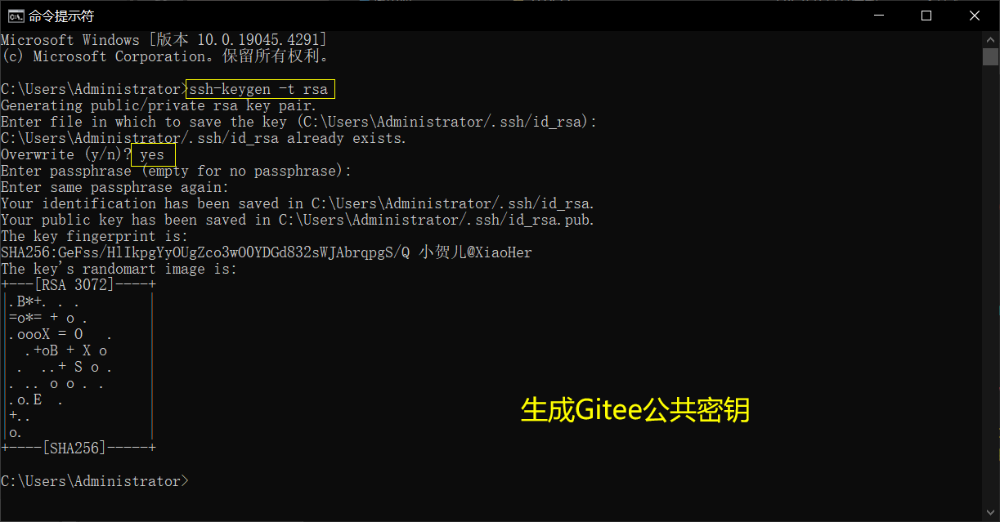 命令提示符
Microsoft Windows [版本 10.0.19045.4291]
(c) Microsoft Corporation。保留所有权利。
C:\Users\Administrator>ssh-keygen -t rsa
Generating public/private rsa key pair.
Enter file in which to save the key (C:\Users\Administrator/.ssh/id_rsa):
C:\Users\Administrator/.ssh/id_rsa already exists.
Overwrite (y/n)? yes
Enter passphrase (empty for no passphrase):
Enter same passphrase again:
Your identification has been saved in C:\Users\Administrator/.ssh/id_rsa.
Your public key has been saved in C:\Users\Administrator/.ssh/id_rsa.pub.
The key fingerprint is:
SHA256:GeFss/HlIkpgYyOUgZco3wO0YDGd832sWJAbrqpgS/Q 小贺儿@XiaoHer
The key's randomart image is:
+---[RSA 3072]----+
|.B*+. . .        |
|=o*= + o .       |
|.oooX = O   .    |
|  .+oB + X o     |
| .  ..+ S o .    |
|. .. o o . .     |
|.o.E  .          |
|+..              |
|o.               |
+----[SHA256]-----+
生成Gitee公共密钥
C:\Users\Administrator>